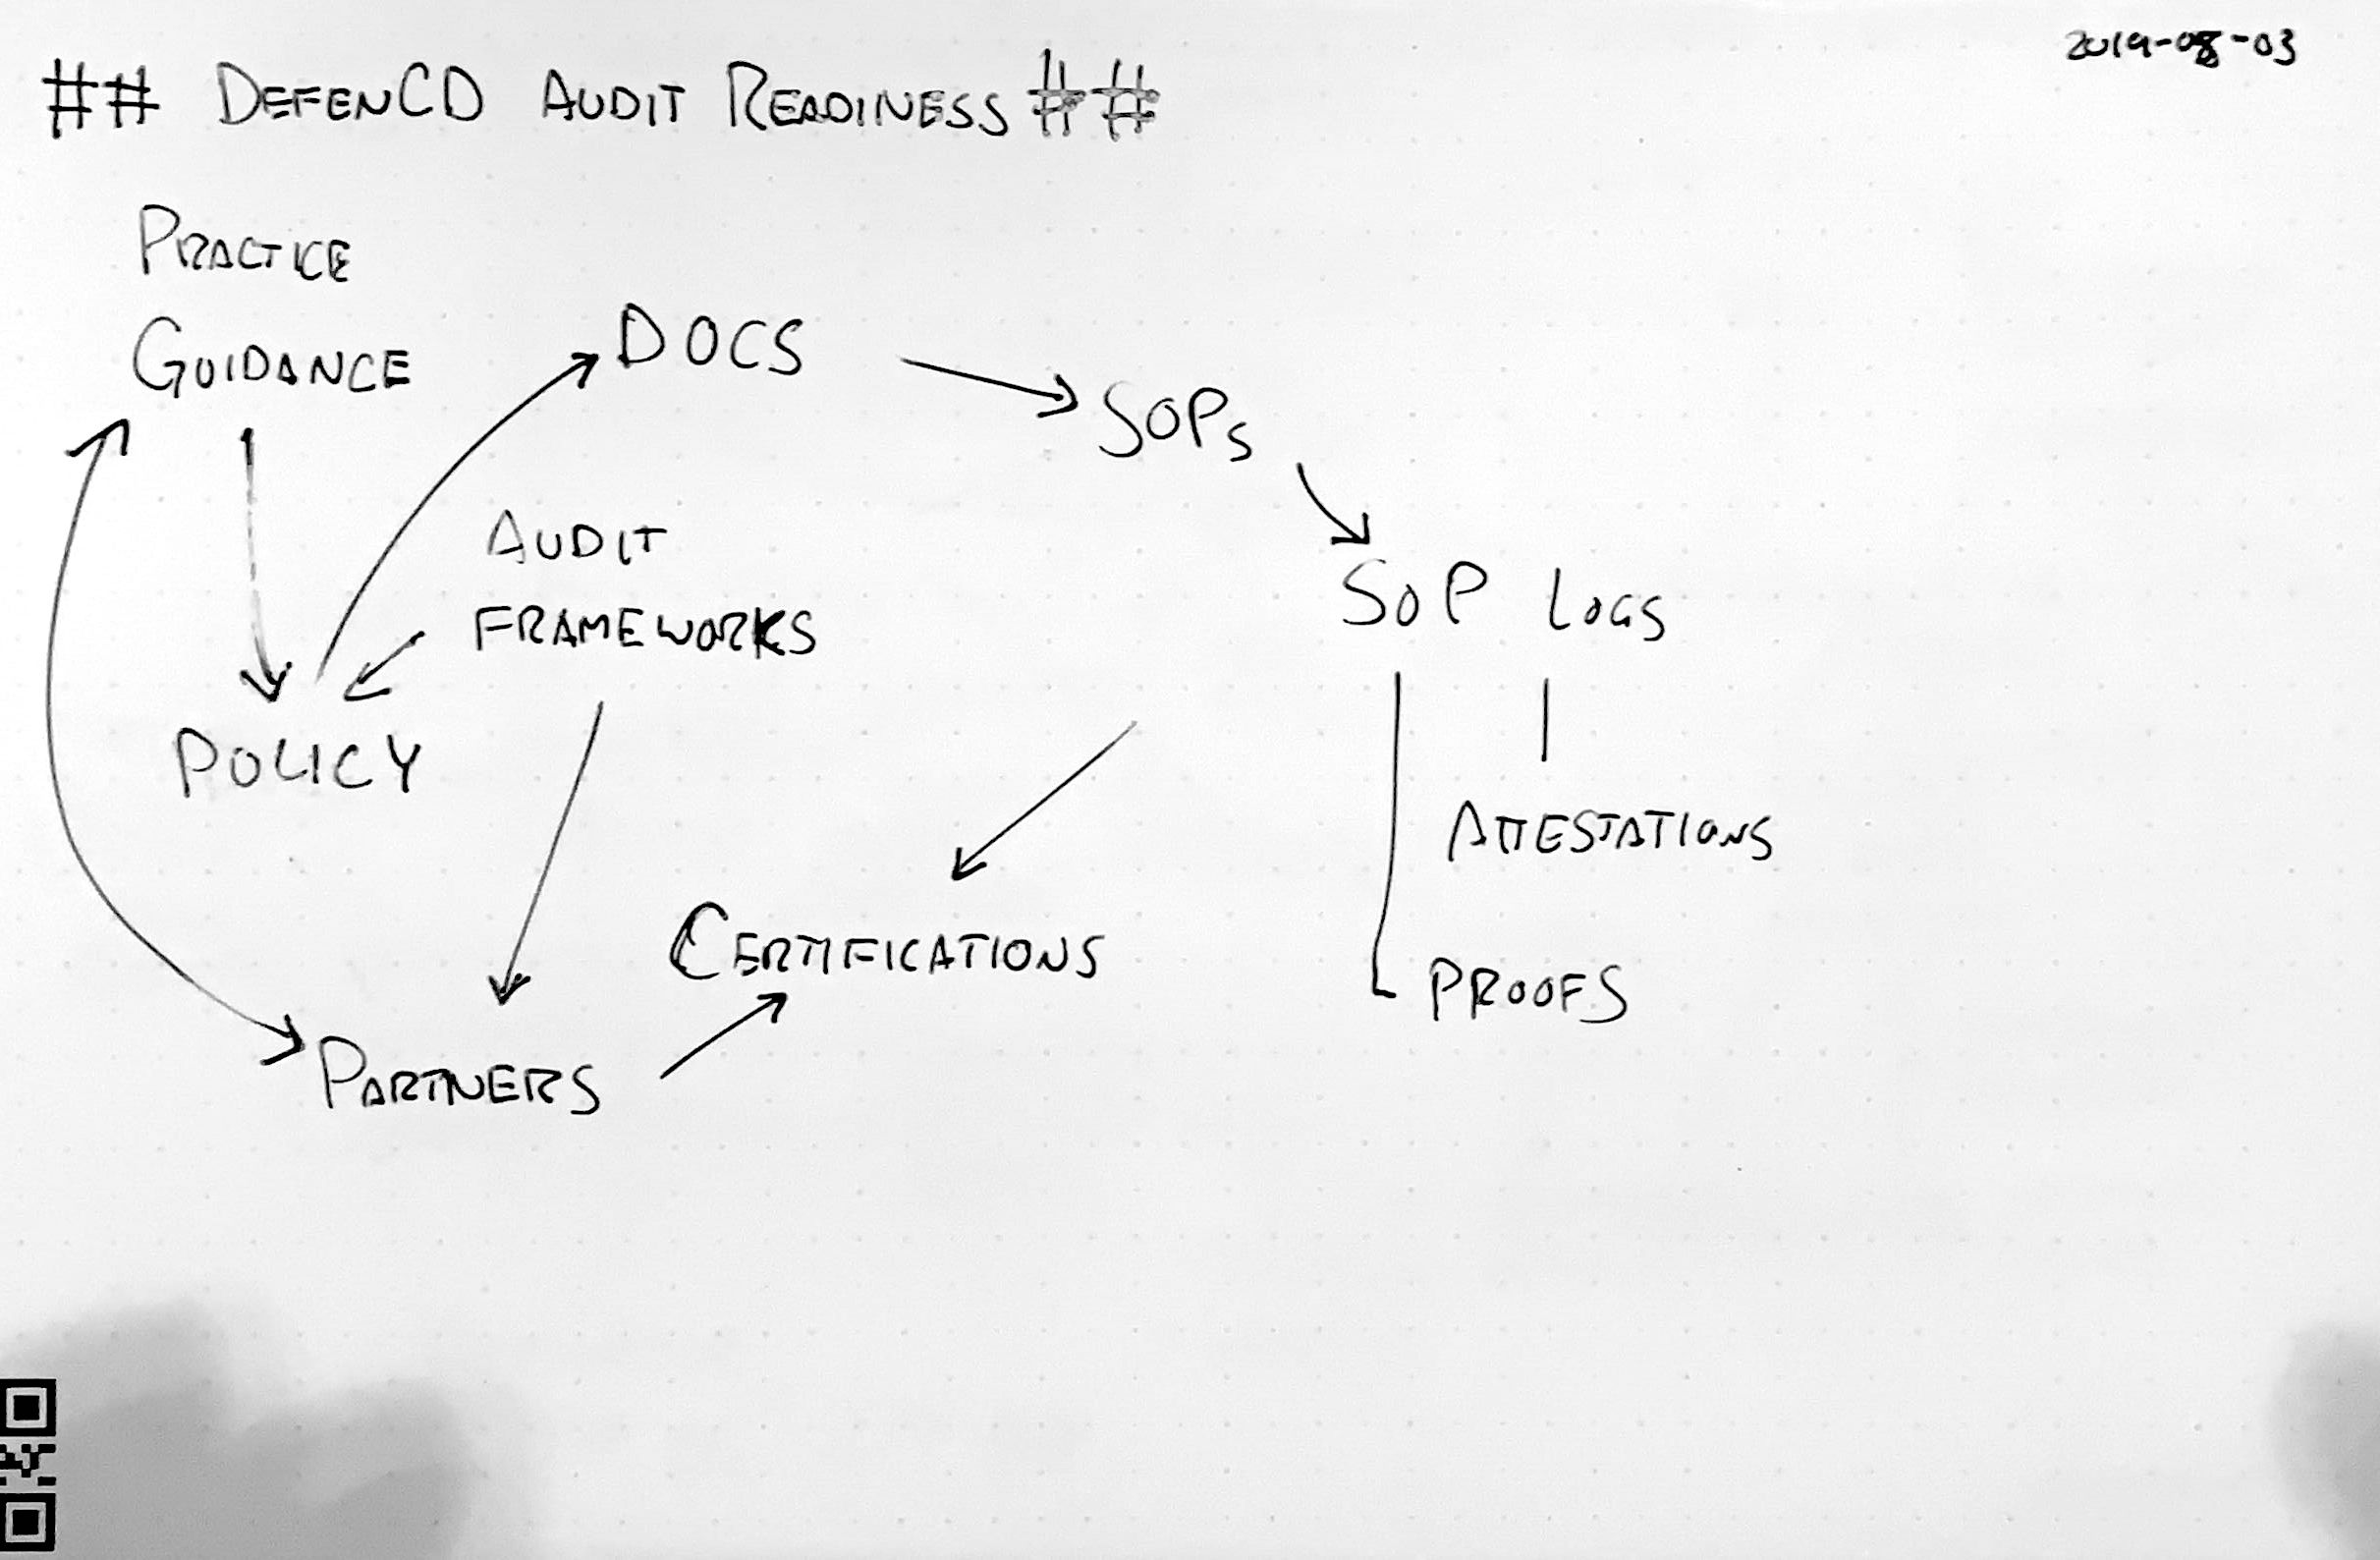 2019-08-03
## DEFENCD AUDIT READINESS ##
PRACTICE
GUIDANCE
DOCS
SOPs
AUDIT
FRAMEWORKS
SOP LOGS
POLICY
ATTESTATIONS
CERTIFICATIONS
PROOFS
PARTNERS